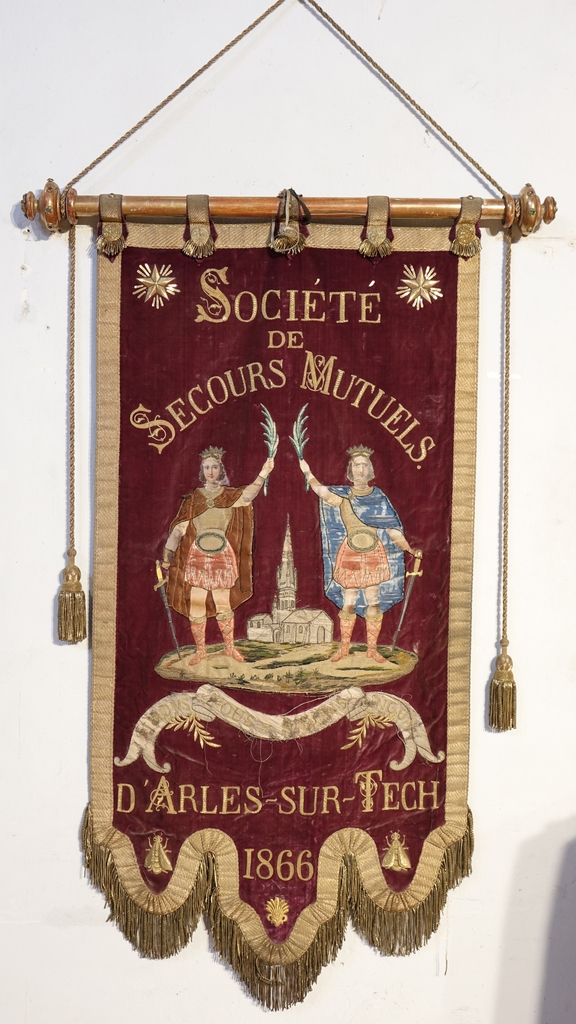 SOCIÉTÉ
DE
SECOURS MUTUELS.
D'ARLES-SUR-TECH
1866